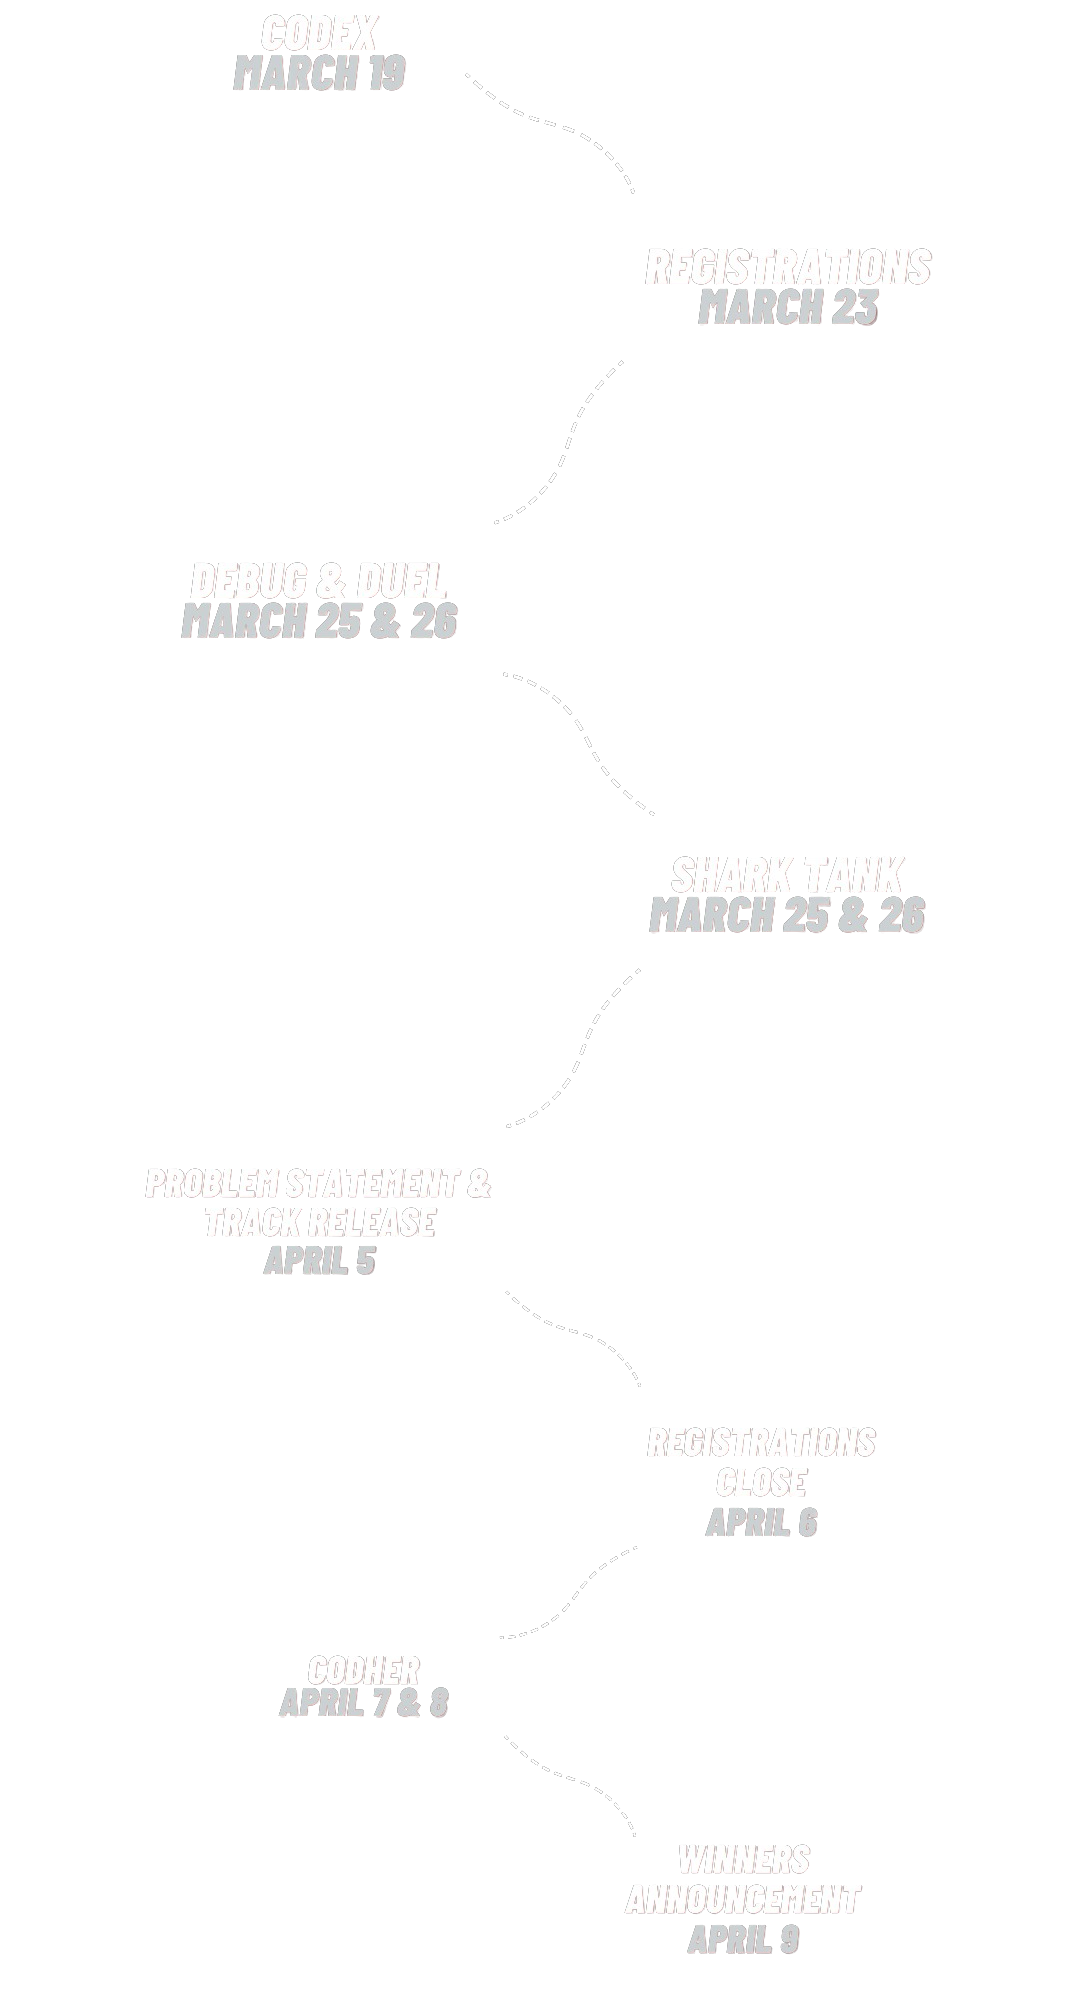 CODEX
MARCH 19
REGISTRATIONS
MARCH 23
DEBUG & DUEL
MARCH 25 & 26
SHARK TANK
MARCH 25 & 26
PROBLEM STATEMENT &
TRACK RELEASE
APRIL 5
REGISTRATIONS
CLOSE
APRIL 6
CODHER
APRIL 7 & 8
WINNERS
ANNOUNCEMENT
APRIL 9